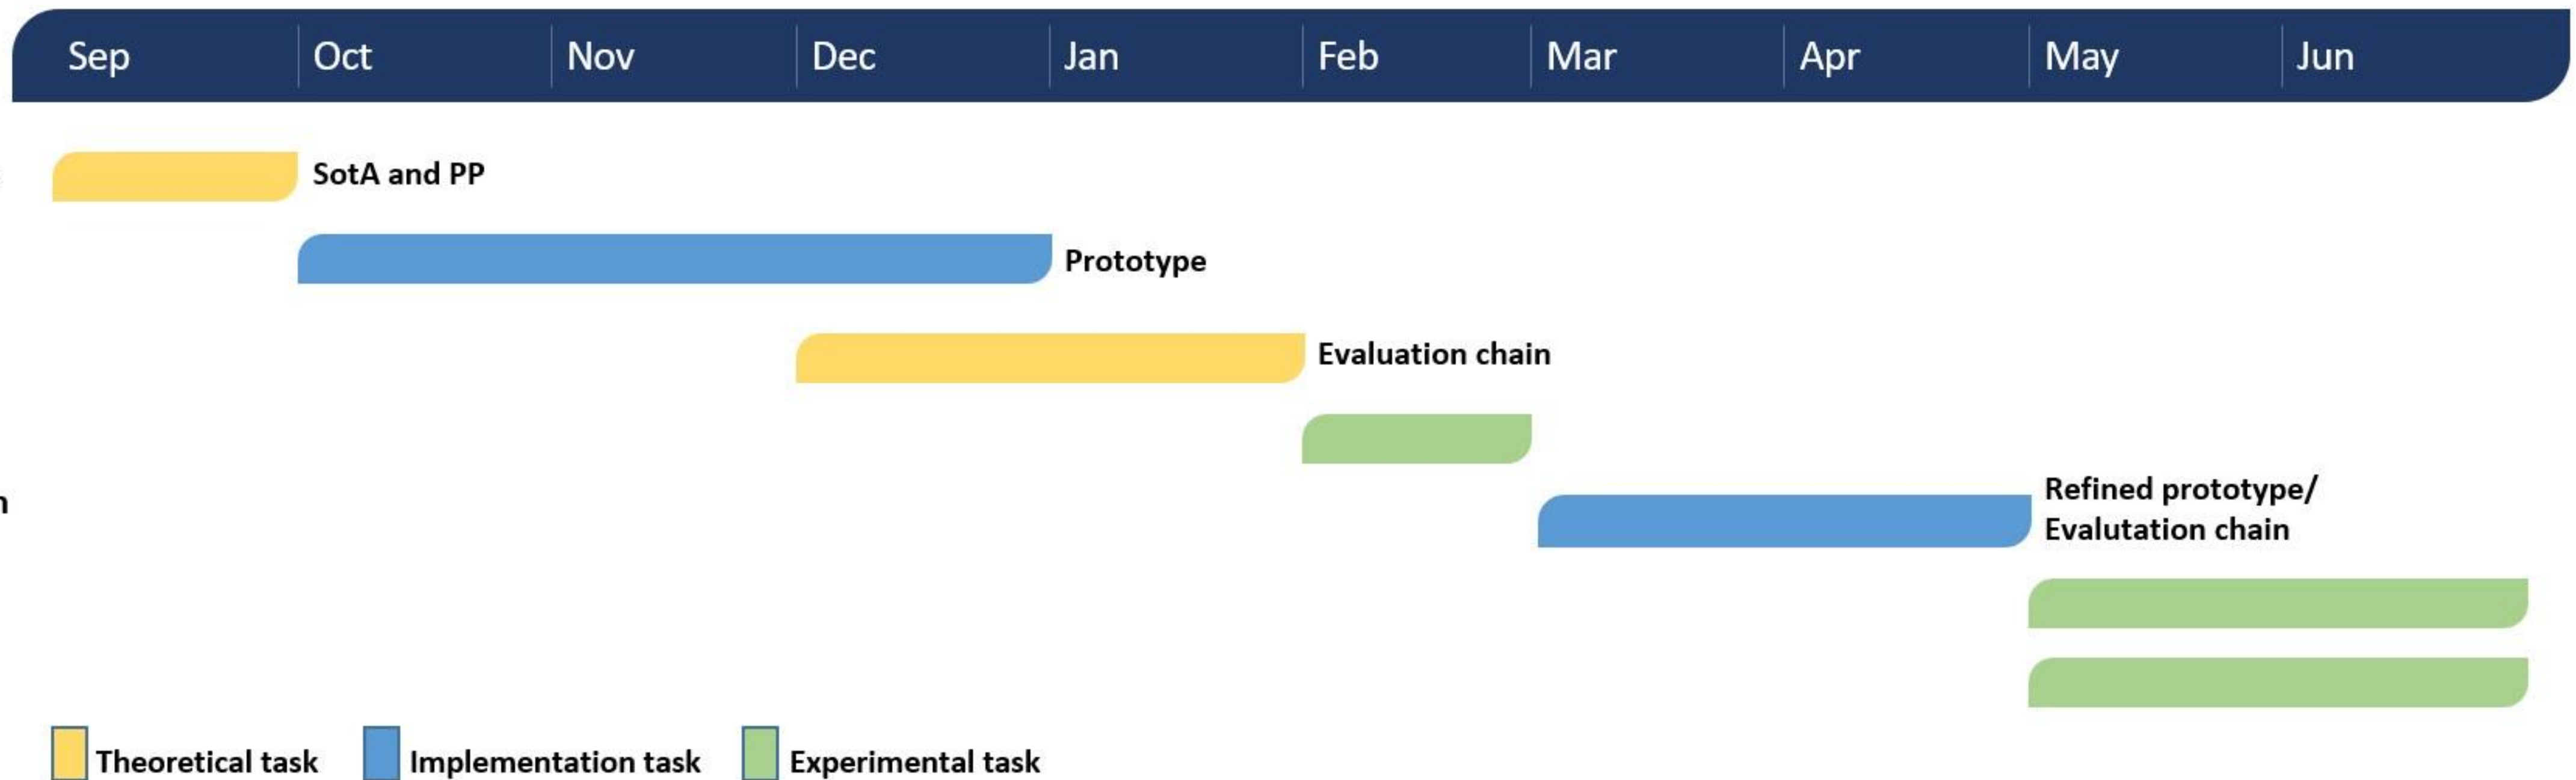 Sep Oct Nov Dec Jan Feb Mar Apr May Jun
SotA and PP
Prototype
Evaluation chain
Refined prototype/
Evalutation chain
Theoretical task Implementation task Experimental task